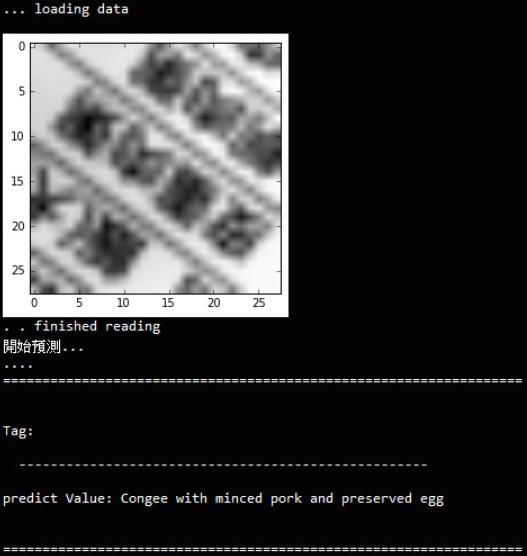 ... loading data
0
5
10
15
20
25
0 5 10 15 20 25
. . finished reading
開始預測...
....
==================================================================
Tag:
----------------------------------------------------
predict Value: Congee with minced pork and preserved egg
==================================================================